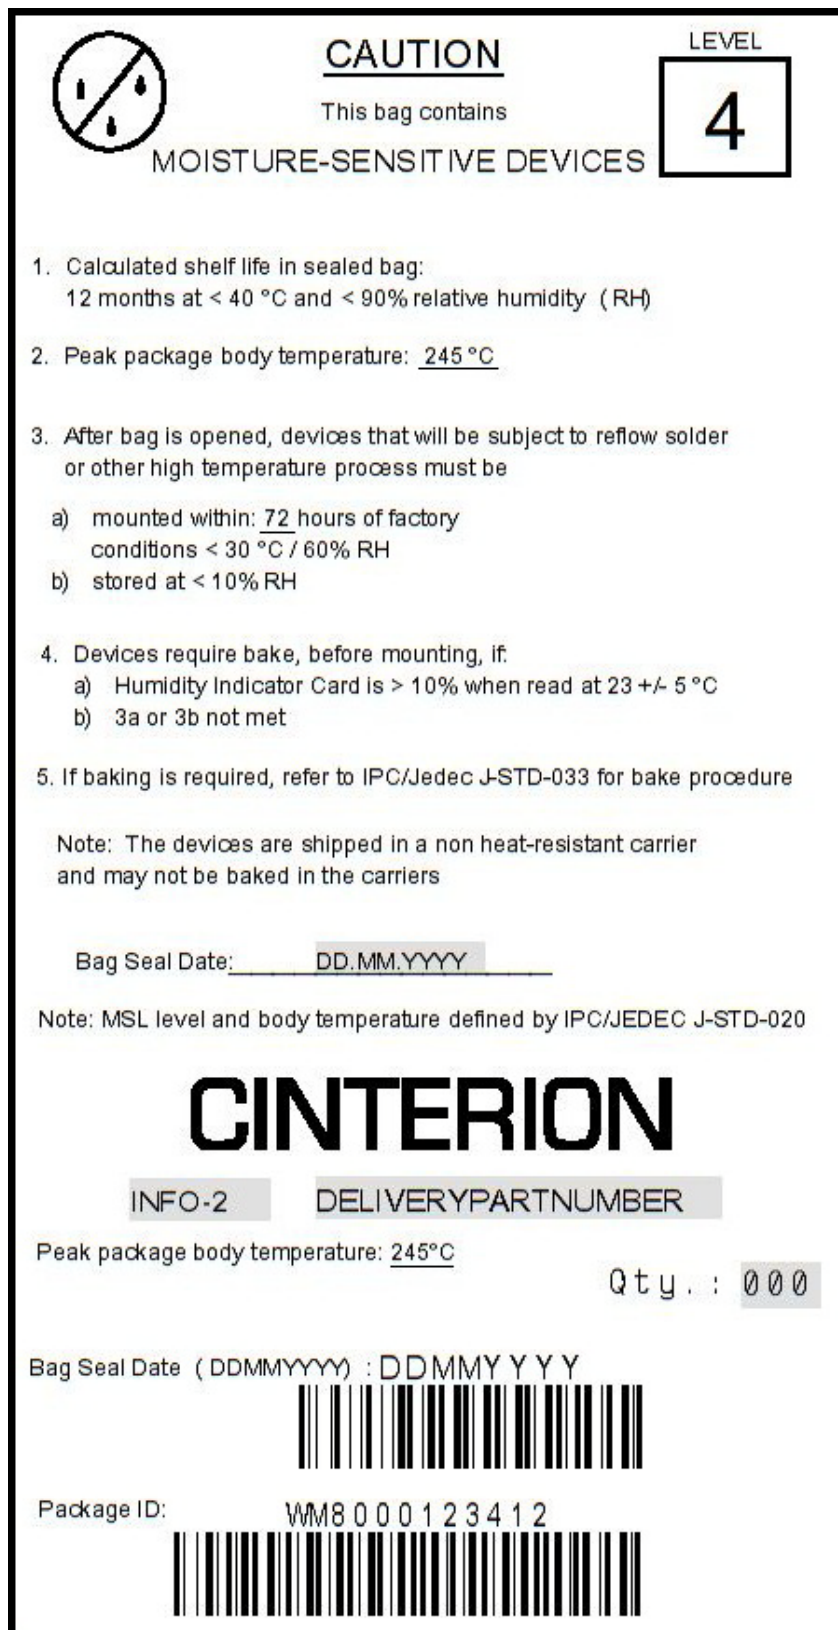 CAUTION
LEVEL
4
This bag contains
MOISTURE-SENSITIVE DEVICES
1. Calculated shelf life in sealed bag:
12 months at < 40 °C and < 90% relative humidity ( RH)
2. Peak package body temperature: 245 °C
3. After bag is opened, devices that will be subject to reflow solder
or other high temperature process must be
a) mounted within: 72 hours of factory
conditions < 30 °C / 60% RH
b) stored at < 10% RH
4. Devices require bake, before mounting, if:
a) Humidity Indicator Card is > 10% when read at 23 +/- 5 °C
b) 3a or 3b not met
5. If baking is required, refer to IPC/Jedec J-STD-033 for bake procedure
Note: The devices are shipped in a non heat-resistant carrier
and may not be baked in the carriers
Bag Seal Date: DD.MM.YYYY
Note: MSL level and body temperature defined by IPC/JEDEC J-STD-020
CINTERION
INFO-2 DELIVERYPARTNUMBER
Peak package body temperature: 245°C
Qty.: 000
Bag Seal Date ( DDMMYYYY) : DDMMYYYY
Package ID: WM8000123412